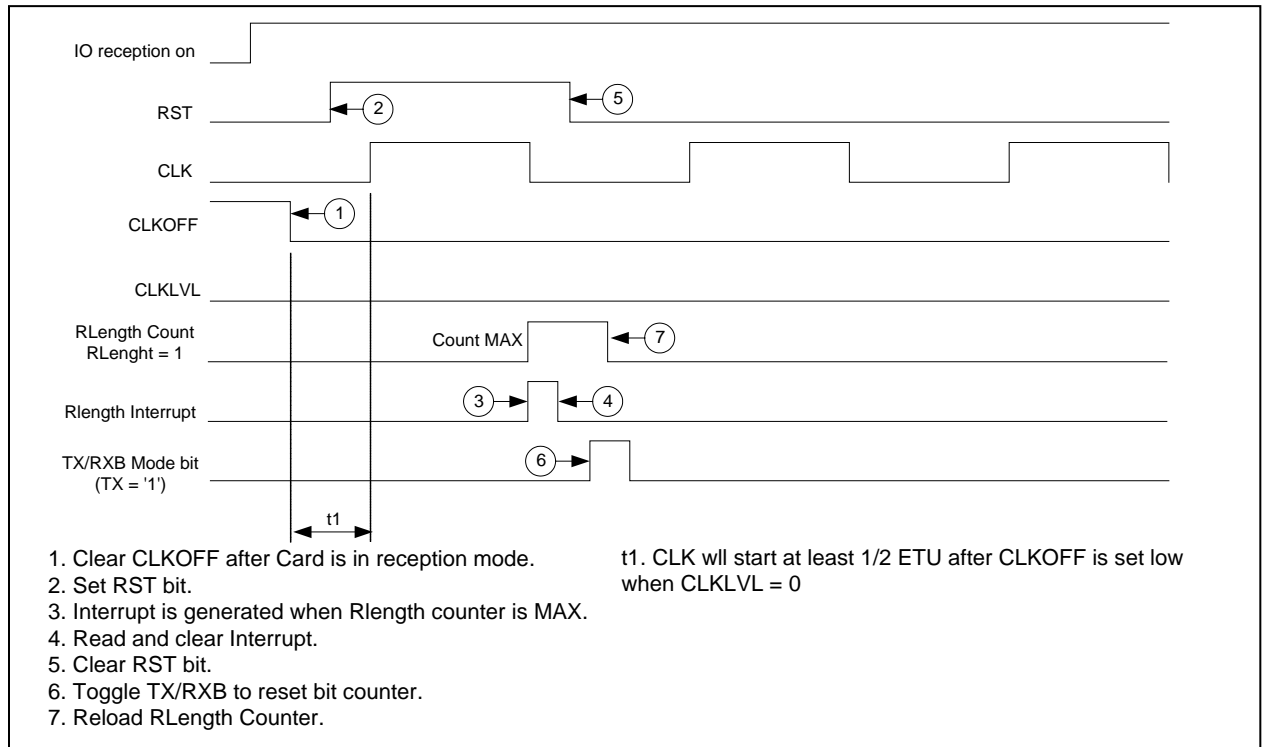 IO reception on
RST
2
5
CLK
CLKOFF
1
CLKLVL
RLength Count
RLenght = 1
Count MAX
7
Rlength Interrupt
3
4
TX/RXB Mode bit
(TX = '1')
6
t1
1. Clear CLKOFF after Card is in reception mode.
2. Set RST bit.
3. Interrupt is generated when Rlength counter is MAX.
4. Read and clear Interrupt.
5. Clear RST bit.
6. Toggle TX/RXB to reset bit counter.
7. Reload RLength Counter.
t1. CLK wll start at least 1/2 ETU after CLKOFF is set low
when CLKLVL = 0